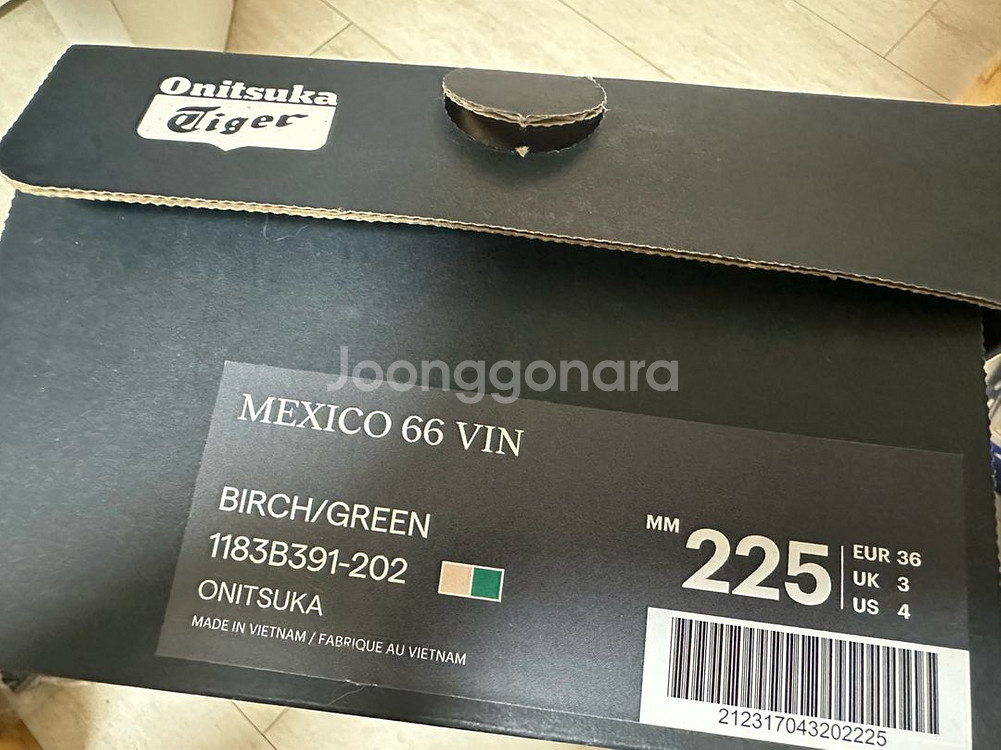 Onitsuka
Tiger
Joonggonara
MEXICO 66 VIN
BIRCH/GREEN
1183B391-202
ONITSUKA
MADE IN VIETNAM / FABRIQUE AU VIETNAM
MM 225
EUR 36
UK 3
US 4
212317043202225